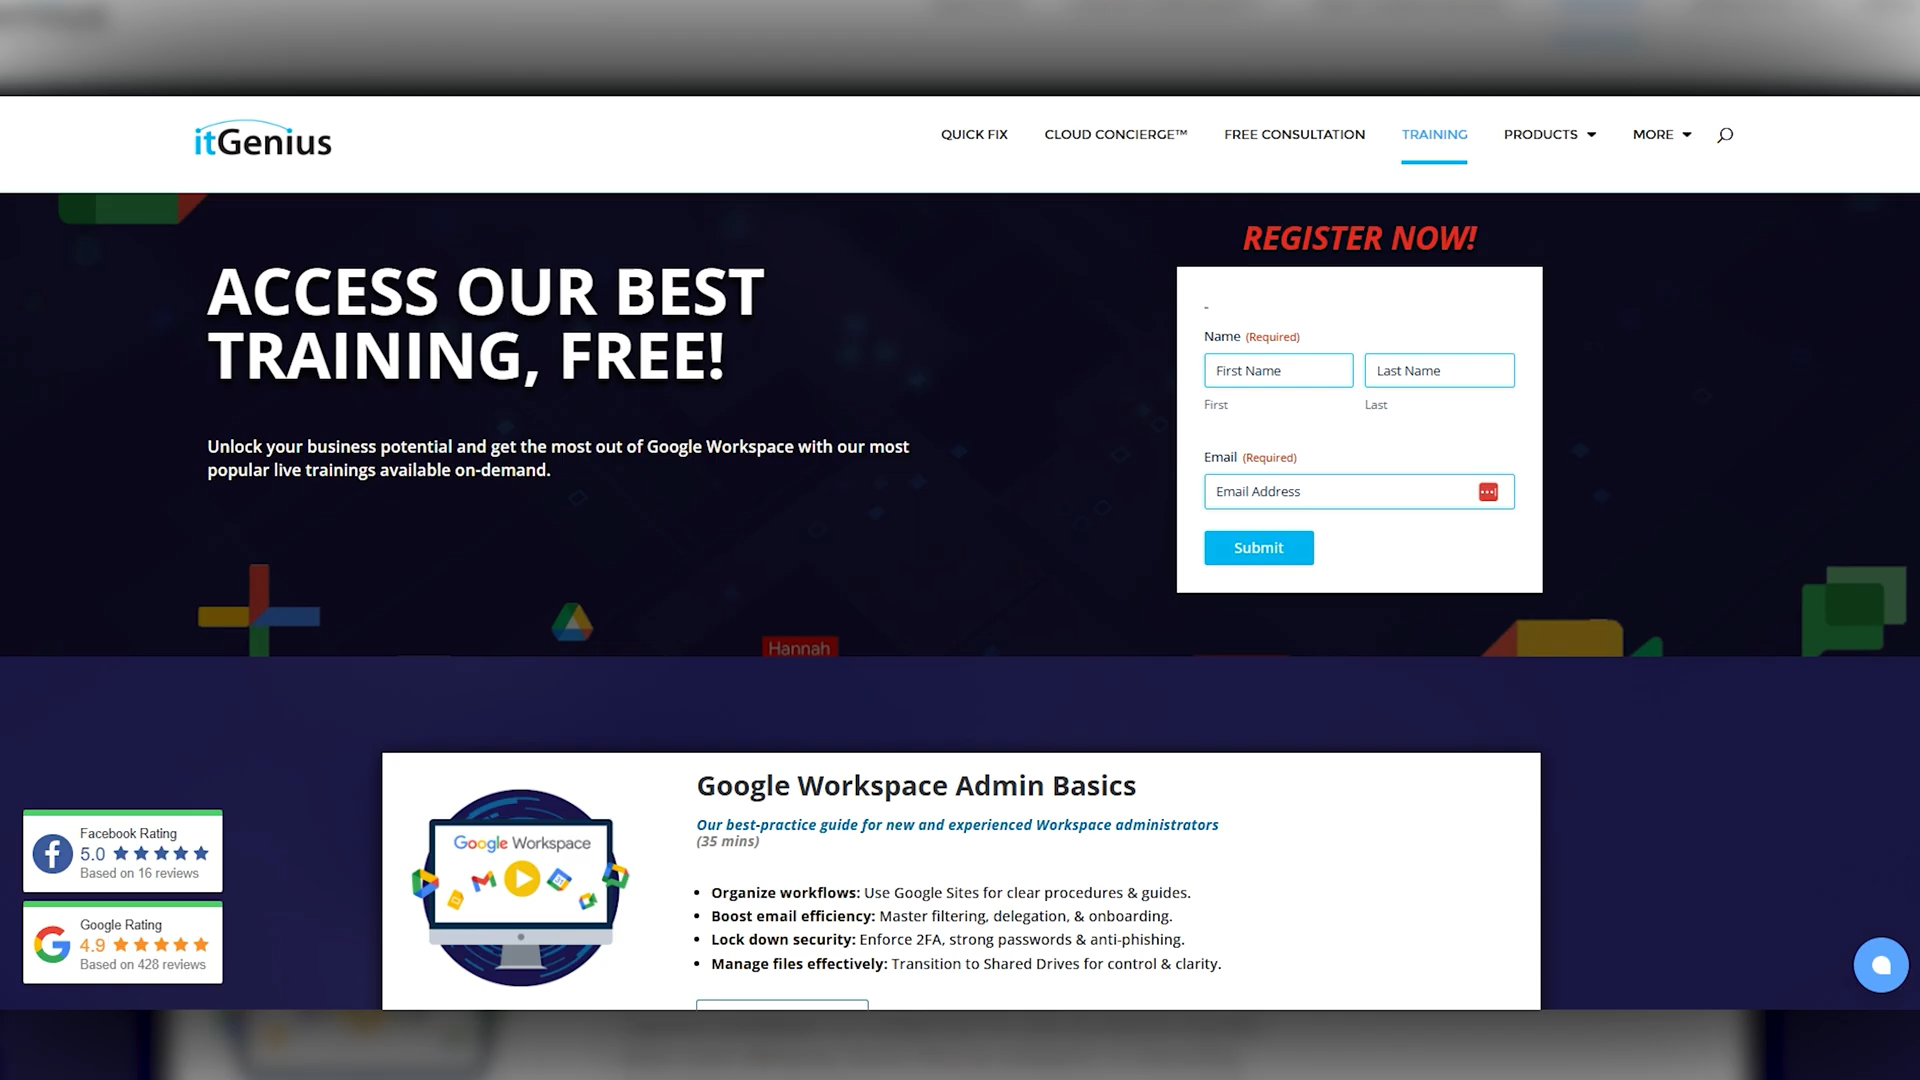 itGenius
QUICK FIX
CLOUD CONCIERGE™
FREE CONSULTATION
TRAINING
PRODUCTS
MORE
ACCESS OUR BEST
TRAINING, FREE!
Unlock your business potential and get the most out of Google Workspace with our most
popular live trainings available on-demand.
REGISTER NOW!
-
Name (Required)
First Name
Last Name
First
Last
Email (Required)
Email Address
Submit
Hannah
Google Workspace
Google Workspace Admin Basics
Our best-practice guide for new and experienced Workspace administrators
(35 mins)
• Organize workflows: Use Google Sites for clear procedures & guides.
• Boost email efficiency: Master filtering, delegation, & onboarding.
• Lock down security: Enforce 2FA, strong passwords & anti-phishing.
• Manage files effectively: Transition to Shared Drives for control & clarity.
Facebook Rating
5.0
Based on 16 reviews
Google Rating
4.9
Based on 428 reviews